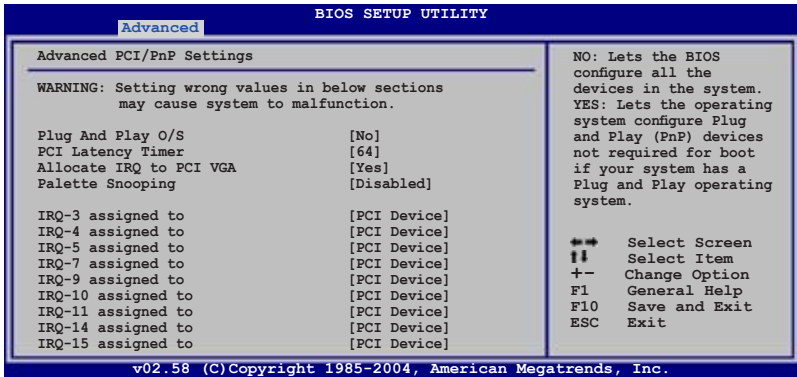 BIOS SETUP UTILITY
Advanced
Advanced PCI/PnP Settings
WARNING: Setting wrong values in below sections
may cause system to malfunction.
Plug And Play O/S [No]
PCI Latency Timer [64]
Allocate IRQ to PCI VGA [Yes]
Palette Snooping [Disabled]
IRQ-3 assigned to [PCI Device]
IRQ-4 assigned to [PCI Device]
IRQ-5 assigned to [PCI Device]
IRQ-7 assigned to [PCI Device]
IRQ-9 assigned to [PCI Device]
IRQ-10 assigned to [PCI Device]
IRQ-11 assigned to [PCI Device]
IRQ-14 assigned to [PCI Device]
IRQ-15 assigned to [PCI Device]
NO: Lets the BIOS
configure all the
devices in the system.
YES: Lets the operating
system configure Plug
and Play (PnP) devices
not required for boot
if your system has a
Plug and Play operating
system.
Select Screen
Select Item
+- Change Option
F1 General Help
F10 Save and Exit
ESC Exit
v02.58 (C)Copyright 1985-2004, American Megatrends, Inc.